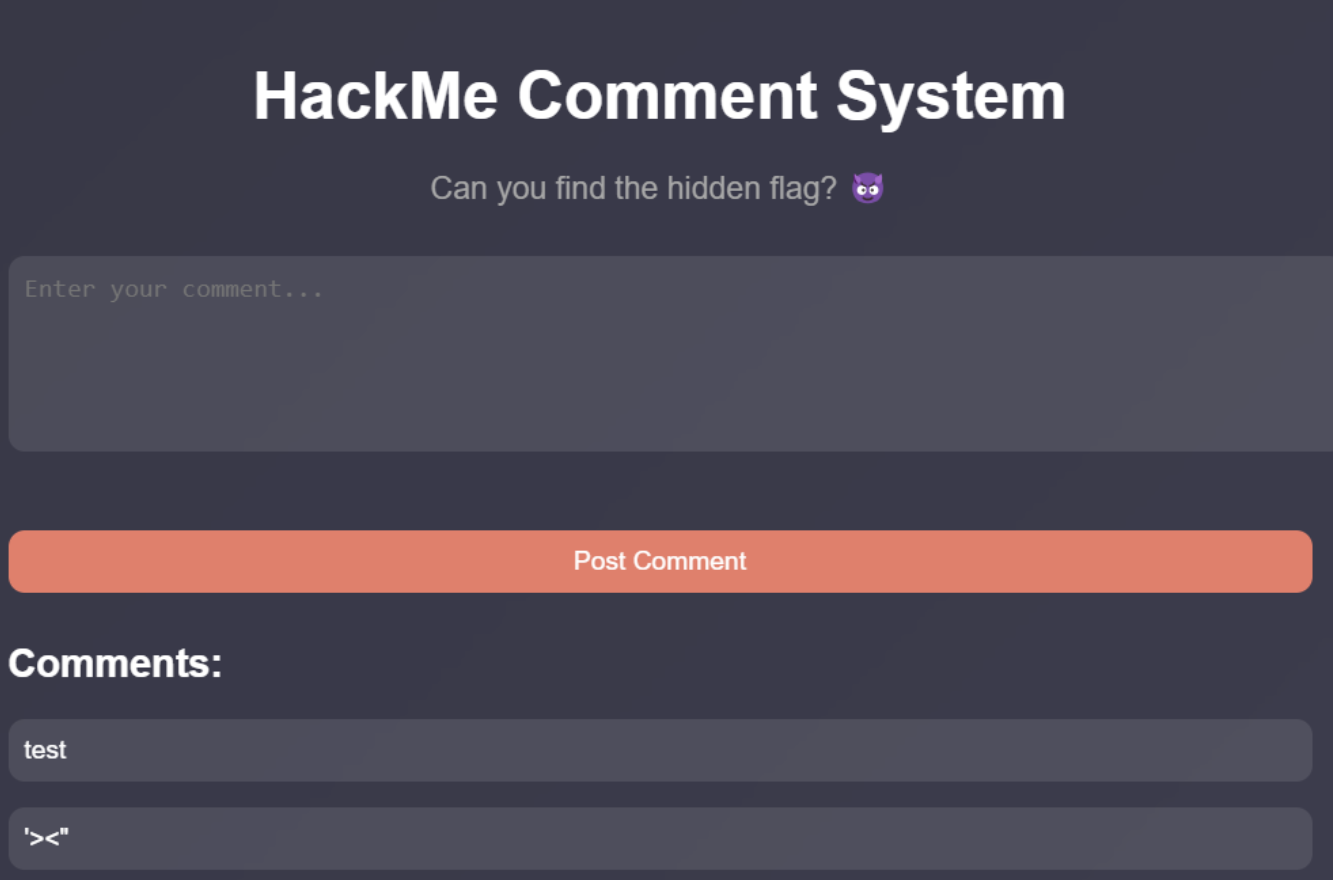 HackMe Comment System
Can you find the hidden flag? 😈
Enter your comment...
Post Comment
Comments:
test
'><"